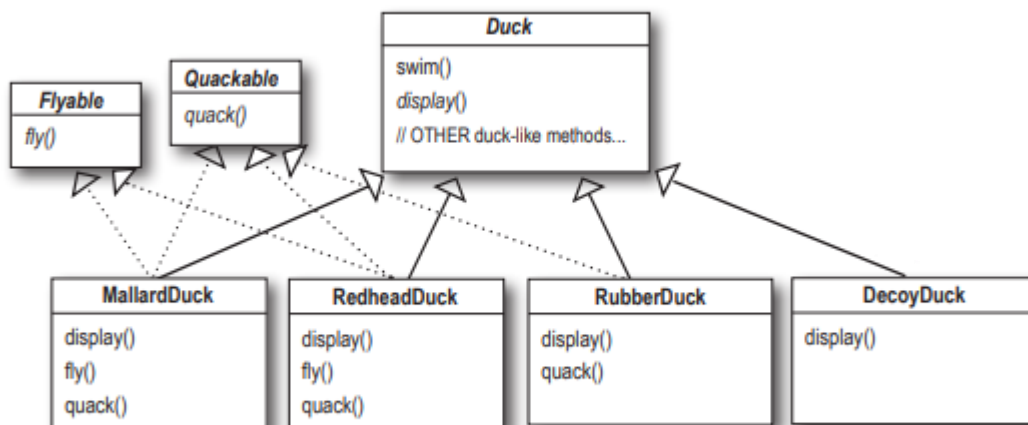 Duck
swim()
display()
// OTHER duck-like methods...
Quackable
quack()
Flyable
fly()
MallardDuck
display()
fly()
quack()
RedheadDuck
display()
fly()
quack()
RubberDuck
display()
quack()
DecoyDuck
display()